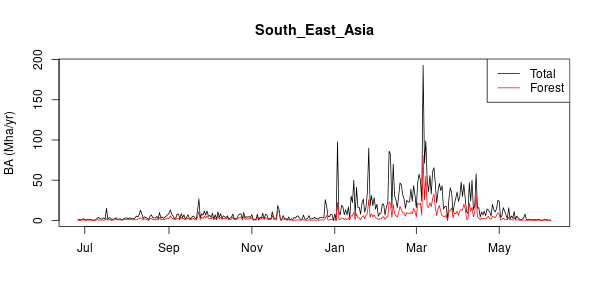 South_East_Asia
BA (Mha/yr)
200
150
100
50
0
Total
Forest
Jul Sep Nov Jan Mar May